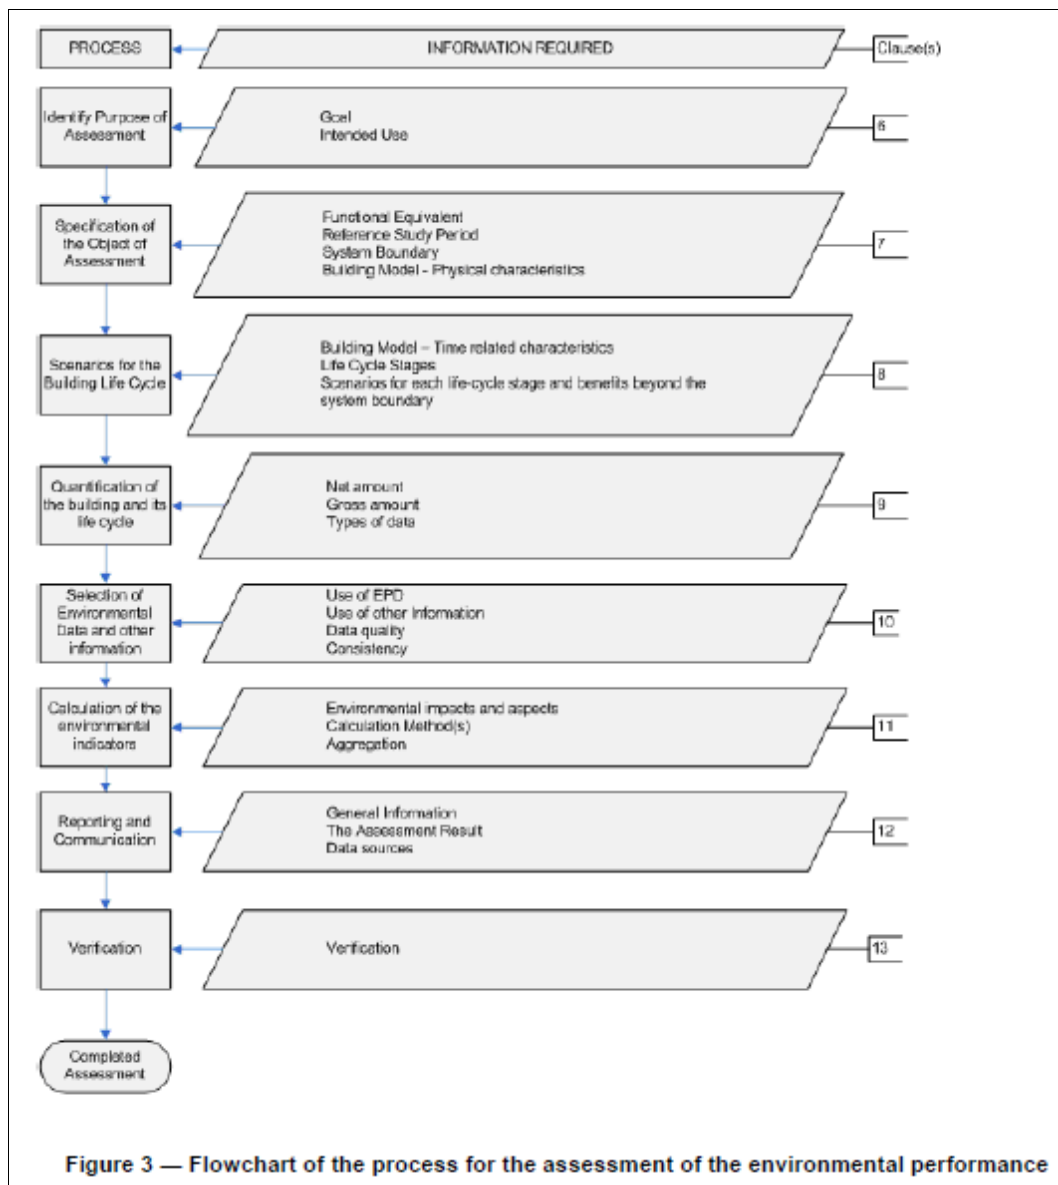 PROCESS
INFORMATION REQUIRED
Clause(s)
Identify Purpose of
Assessment
Goal
Intended Use
6
Specification of
the Object of
Assessment
Functional Equivalent
Reference Study Period
System Boundary
Building Model - Physical characteristics
7
Scenarios for the
Building Life Cycle
Building Model – Time related characteristics
Life Cycle Stages
Scenarios for each life-cycle stage and benefits beyond the
system boundary
8
Quantification of
the building and its
life cycle
Net amount
Gross amount
Types of data
9
Selection of
Environmental
Data and other
information
Use of EPD
Use of other Information
Data quality
Consistency
10
Calculation of the
environmental
indicators
Environmental impacts and aspects
Calculation Method(s)
Aggregation
11
Reporting and
Communication
General Information
The Assessment Result
Data sources
12
Verification
Verification
13
Completed
Assessment
Figure 3 — Flowchart of the process for the assessment of the environmental performance